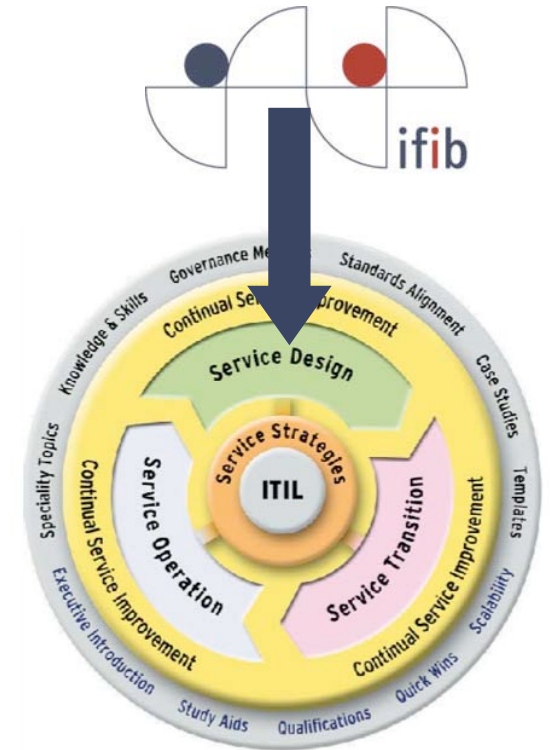 ifib
Governance Me
Standards Alignment
Knowledge & Skills
Case Studies
Speciality Topics
Templates
Executive Introduction
Scalability
Study Aids
Qualifications
Quick Wins
Continual Se provement
Continual Service Improvement
Continual Service Improvement
Service Design
Service Transition
Service Operation
Service Strategies
ITIL